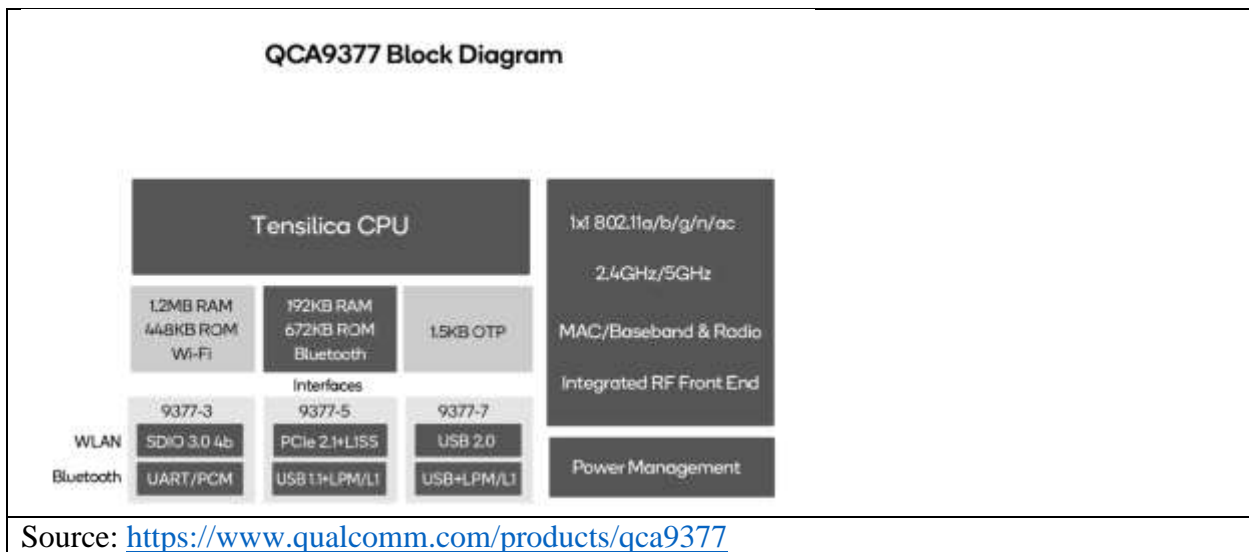 QCA9377 Block Diagram
Tensilica CPU
1x1 802.11a/b/g/n/ac
2.4GHz/5GHz
MAC/Baseband & Radio
Integrated RF Front End
1.2MB RAM
448KB ROM
Wi-Fi
192KB RAM
672KB ROM
Bluetooth
1.5KB OTP
Interfaces
9377-3
9377-5
9377-7
WLAN
SDIO 3.0 4b
PCIe 2.1+L1SS
USB 2.0
Bluetooth
UART/PCM
USB 1.1+LPM/L1
USB+LPM/L1
Power Management
Source: https://www.qualcomm.com/products/qca9377